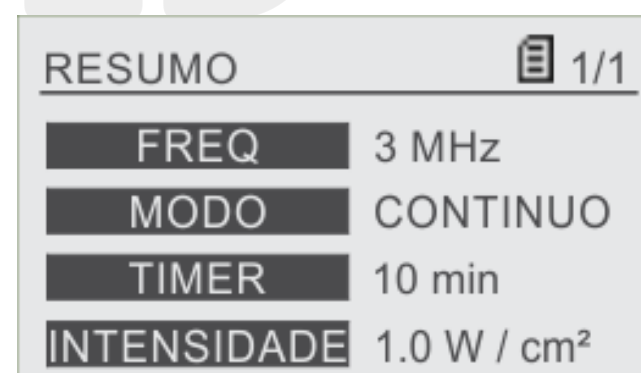 RESUMO 1/1
FREQ 3 MHz
MODO CONTINUO
TIMER 10 min
INTENSIDADE 1.0 W / cm²